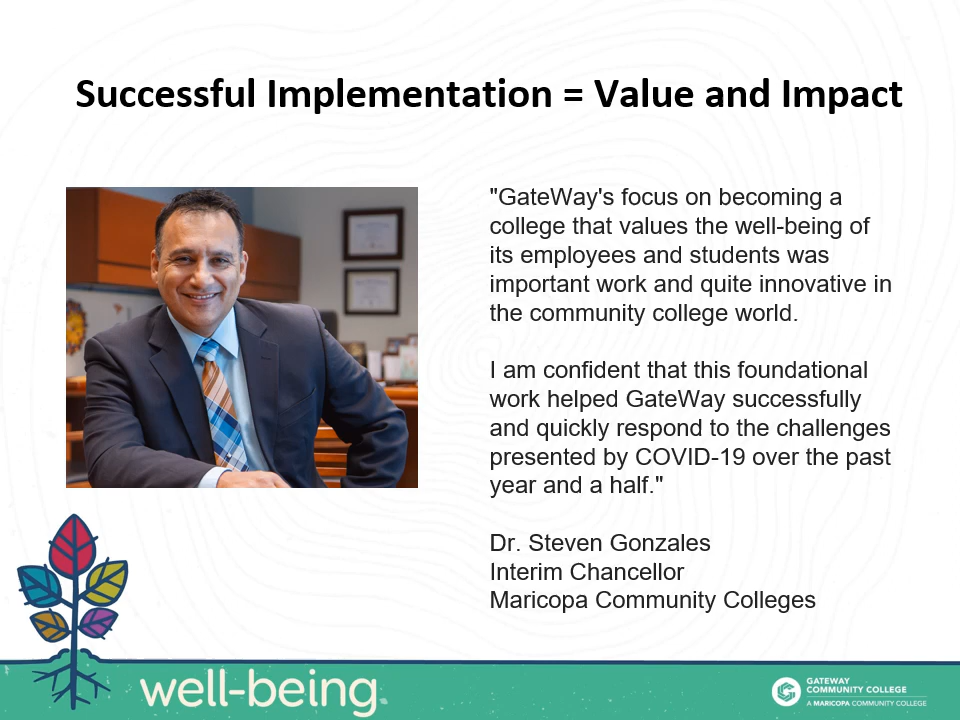 Successful Implementation = Value and Impact
"GateWay's focus on becoming a
college that values the well-being of
its employees and students was
important work and quite innovative in
the community college world.
I am confident that this foundational
work helped GateWay successfully
and quickly respond to the challenges
presented by COVID-19 over the past
year and a half."
Dr. Steven Gonzales
Interim Chancellor
Maricopa Community Colleges
well-being
GATEWAY
COMMUNITY COLLEGE
A MARICOPA COMMUNITY COLLEGE